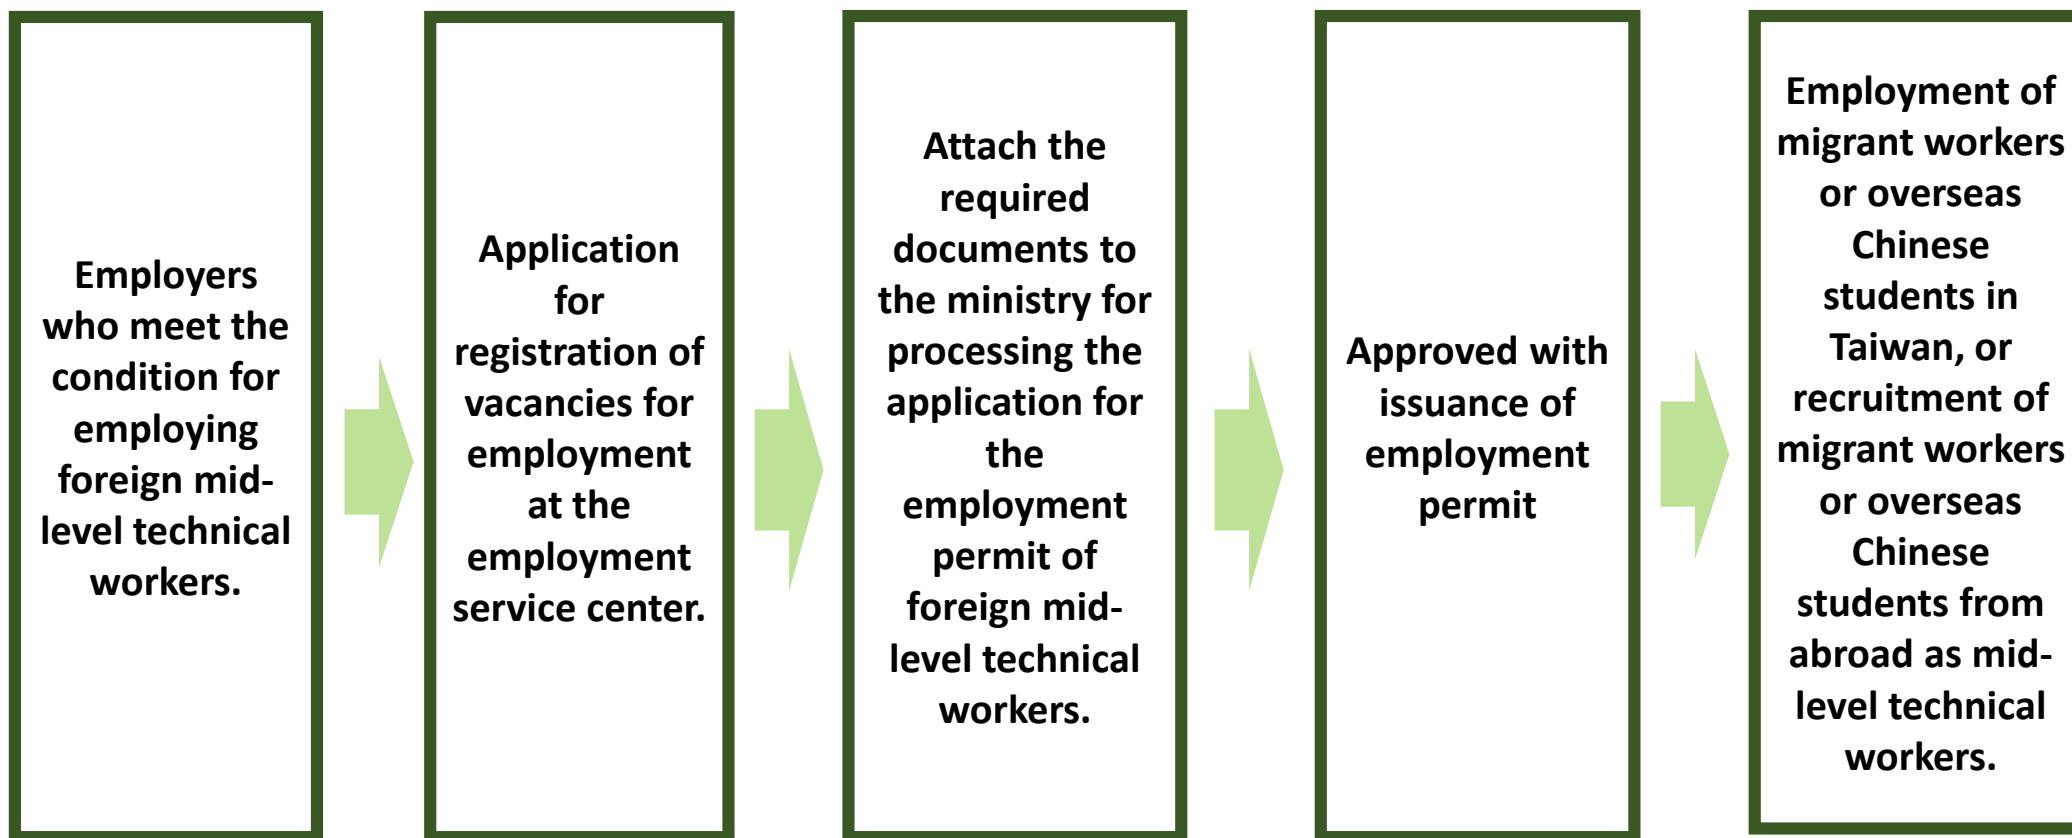 Employers
who meet the
condition for
employing
foreign mid-
level technical
workers.
Application
for
registration of
vacancies for
employment
at the
employment
service center.
Attach the
required
documents to
the ministry for
processing the
application for
the
employment
permit of
foreign mid-
level technical
workers.
Approved with
issuance of
employment
permit
Employment of
migrant workers
or overseas
Chinese
students in
Taiwan, or
recruitment of
migrant workers
or overseas
Chinese
students from
abroad as mid-
level technical
workers.